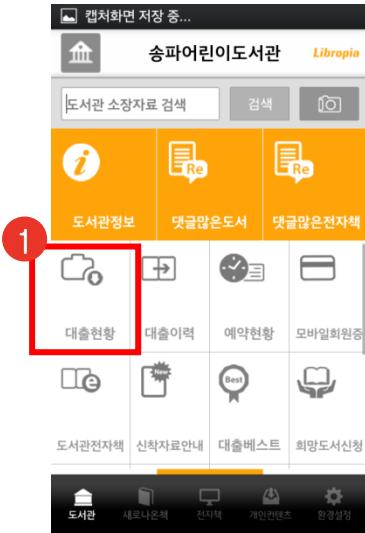 캡처화면 저장 중...
송파어린이도서관 Libropia
도서관 소장자료 검색 검색
i Re Re
도서관정보 댓글많은도서 댓글많은전자책
1
대출현황 대출이력 예약현황 모바일회원증
e New Best
도서관전자책 신착자료안내 대출베스트 희망도서신청
도서관 새로나온책 전자책 개인컨텐츠 환경설정